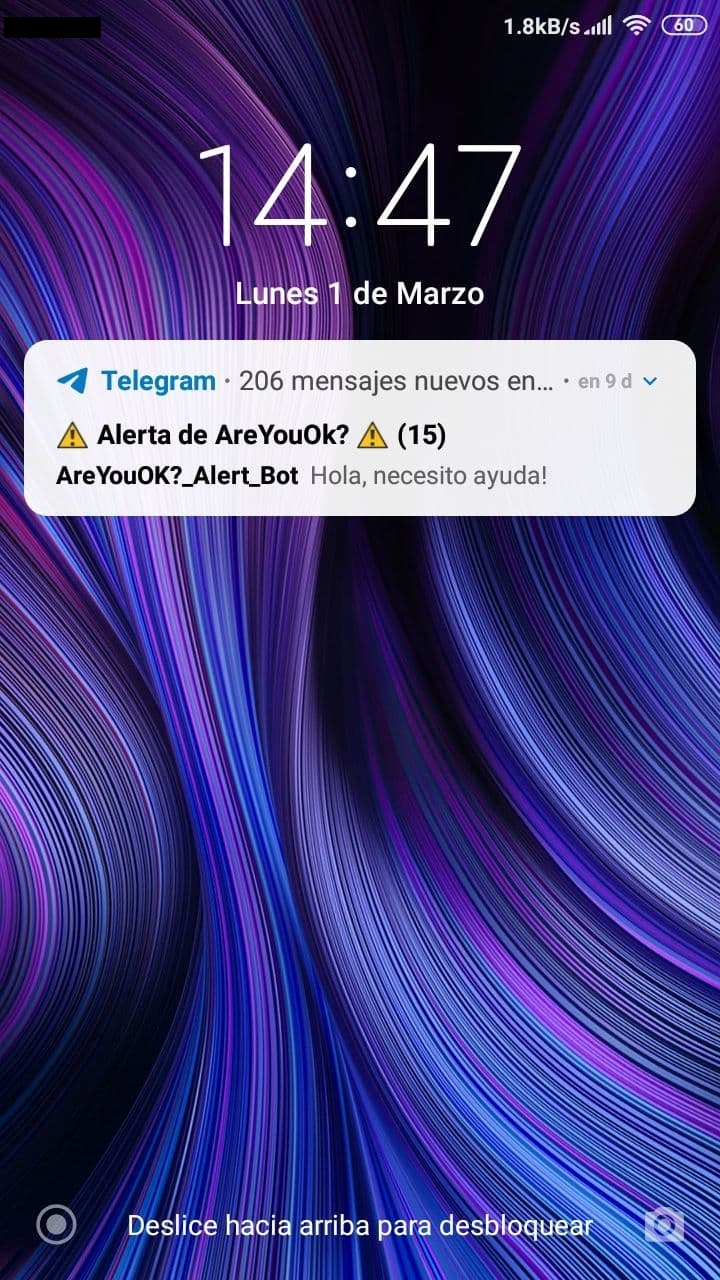 1.8kB/s 60
14:47
Lunes 1 de Marzo
Telegram · 206 mensajes nuevos en... · en 9 d
⚠️ Alerta de AreYouOk? ⚠️ (15)
AreYouOK?_Alert_Bot Hola, necesito ayuda!
Deslice hacia arriba para desbloquear